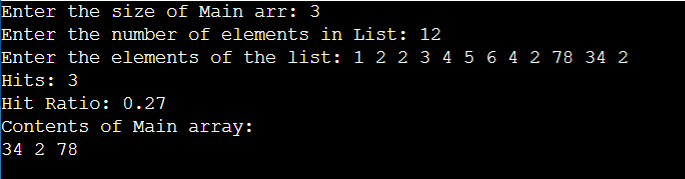 Enter the size of Main arr: 3
Enter the number of elements in List: 12
Enter the elements of the list: 1 2 2 3 4 5 6 4 2 78 34 2
Hits: 3
Hit Ratio: 0.27
Contents of Main array:
34 2 78